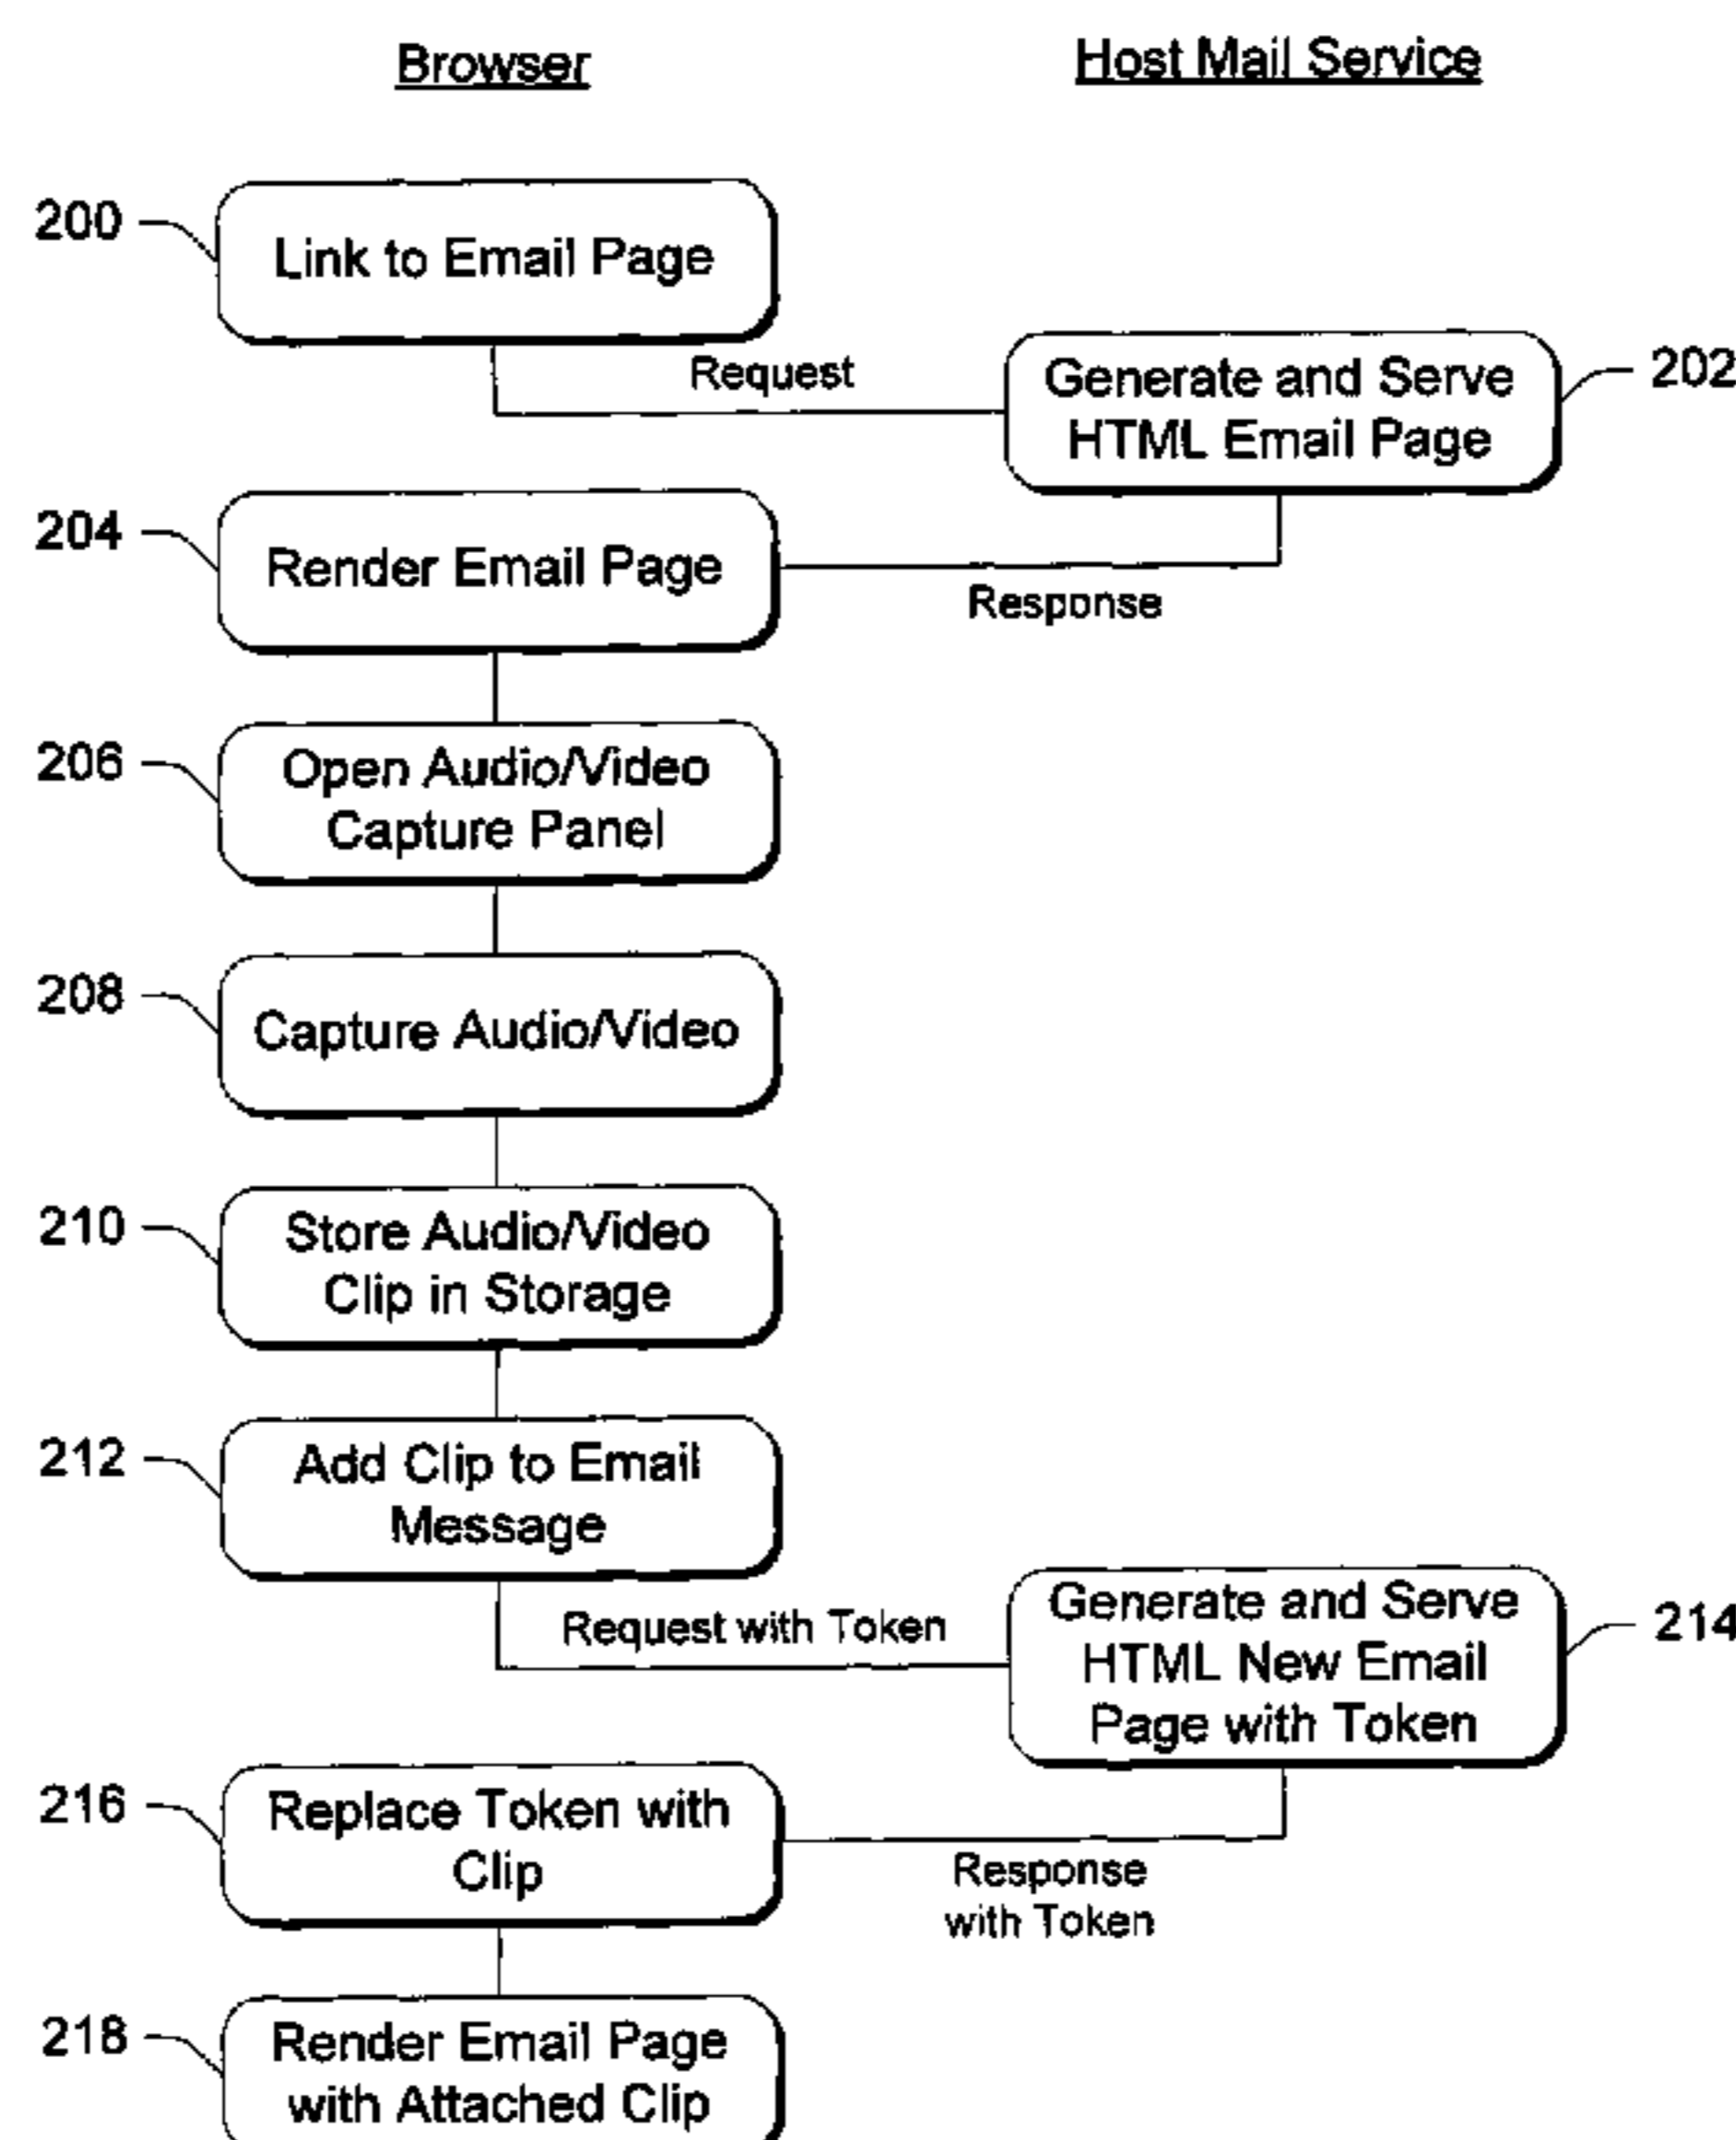 Browser
Host Mail Service
200
Link to Email Page
Request
Generate and Serve
HTML Email Page
202
204
Render Email Page
Response
206
Open Audio/Video
Capture Panel
208
Capture Audio/Video
210
Store Audio/Video
Clip in Storage
212
Add Clip to Email
Message
Request with Token
Generate and Serve
HTML New Email
Page with Token
214
216
Replace Token with
Clip
Response
with Token
218
Render Email Page
with Attached Clip